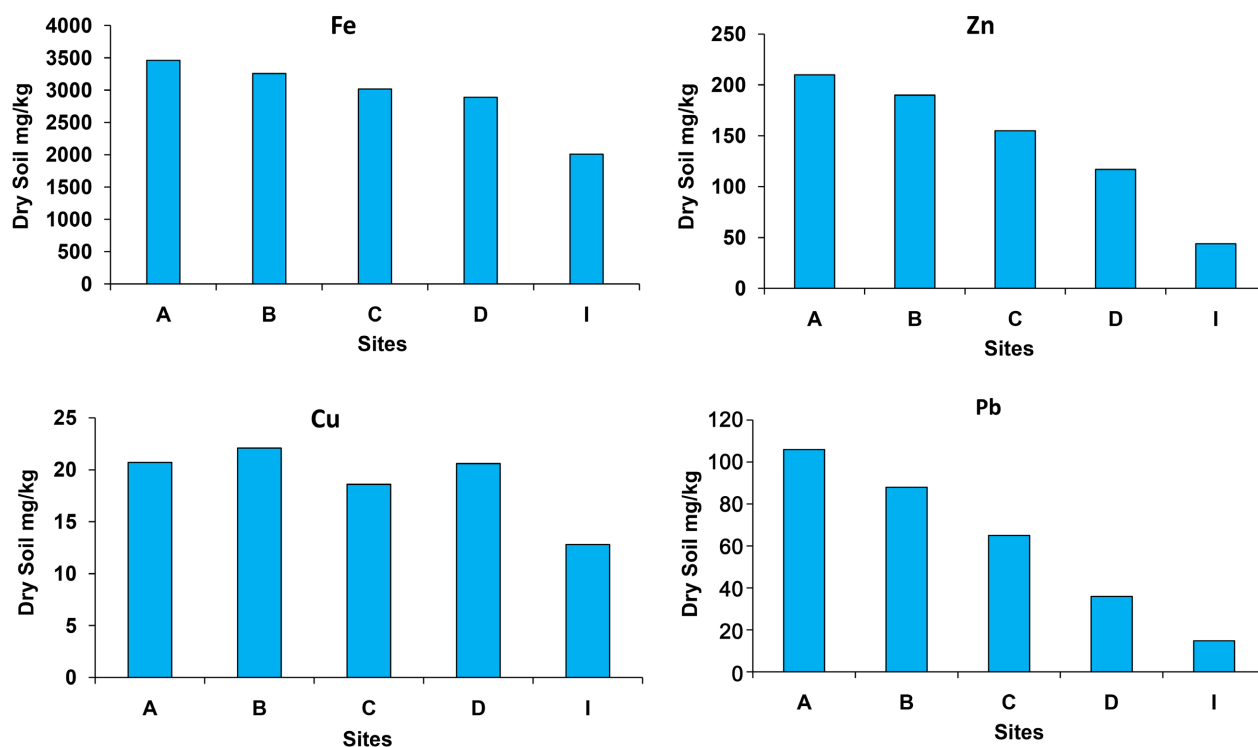 Fe
Dry Soil mg/kg
4000
3500
3000
2500
2000
1500
1000
500
0
A B C D I
Sites
Zn
Dry Soil mg/kg
250
200
150
100
50
0
A B C D I
Sites
Cu
Dry Soil mg/kg
25
20
15
10
5
0
A B C D I
Sites
Pb
Dry Soil mg/kg
120
100
80
60
40
20
0
A B C D I
Sites